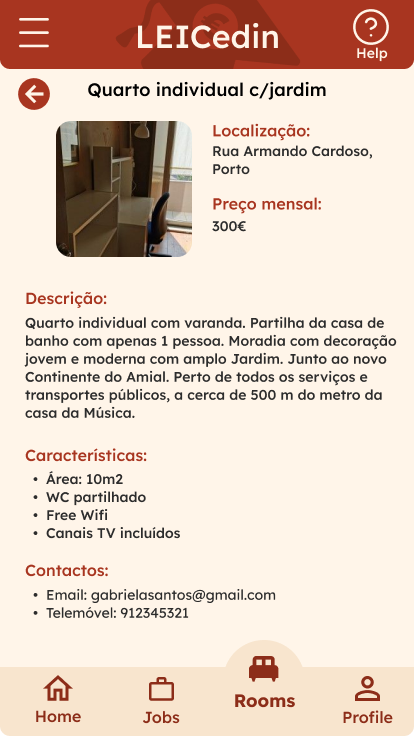 LEICedin
Help
Quarto individual c/jardim
Localização:
Rua Armando Cardoso,
Porto
Preço mensal:
300€
Descrição:
Quarto individual com varanda. Partilha da casa de
banho com apenas 1 pessoa. Moradia com decoração
jovem e moderna com amplo Jardim. Junto ao novo
Continente do Amial. Perto de todos os serviços e
transportes públicos, a cerca de 500 m do metro da
casa da Música.
Características:
• Área: 10m2
• WC partilhado
• Free Wifi
• Canais TV incluídos
Contactos:
• Email: gabrielasantos@gmail.com
• Telemóvel: 912345321
Home
Jobs
Rooms
Profile